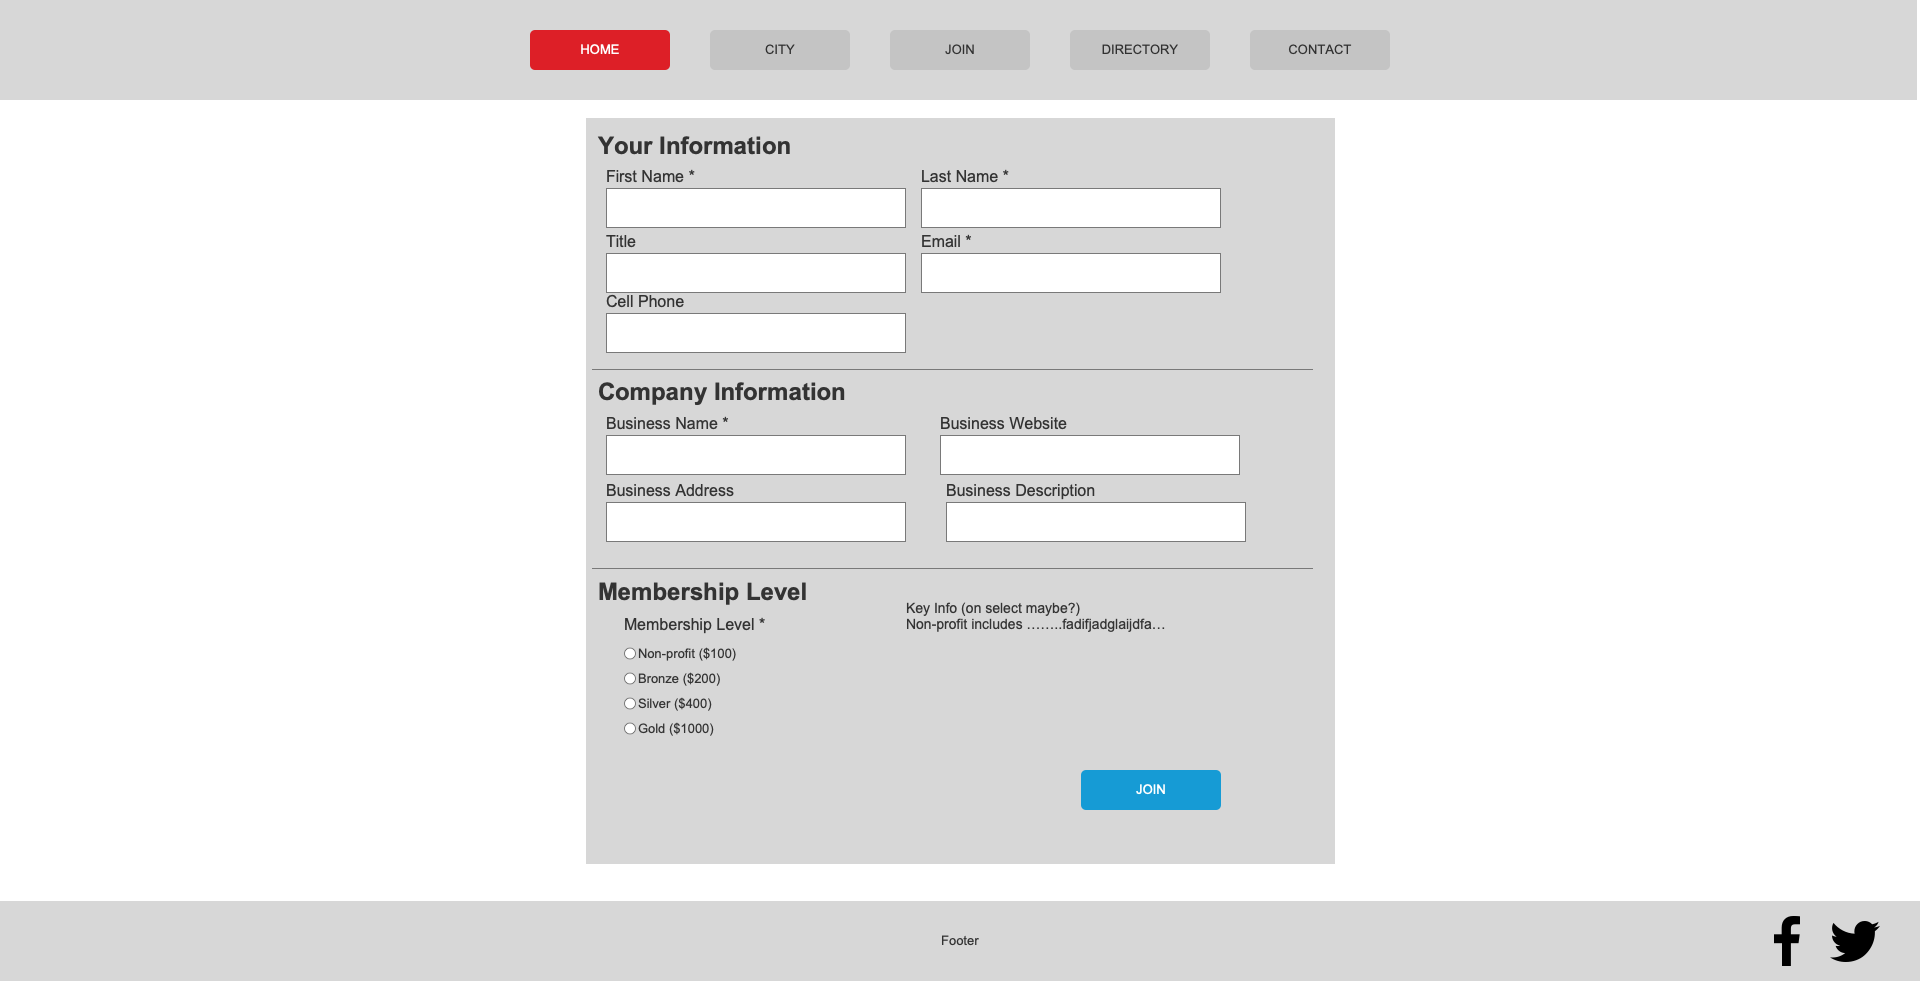 HOME
CITY
JOIN
DIRECTORY
CONTACT
Your Information
First Name *
Last Name *
Title
Email *
Cell Phone
Company Information
Business Name *
Business Website
Business Address
Business Description
Membership Level
Key Info (on select maybe?)
Non-profit includes ……..fadifjadglaijdfa…
Membership Level *
Non-profit ($100)
Bronze ($200)
Silver ($400)
Gold ($1000)
JOIN
Footer